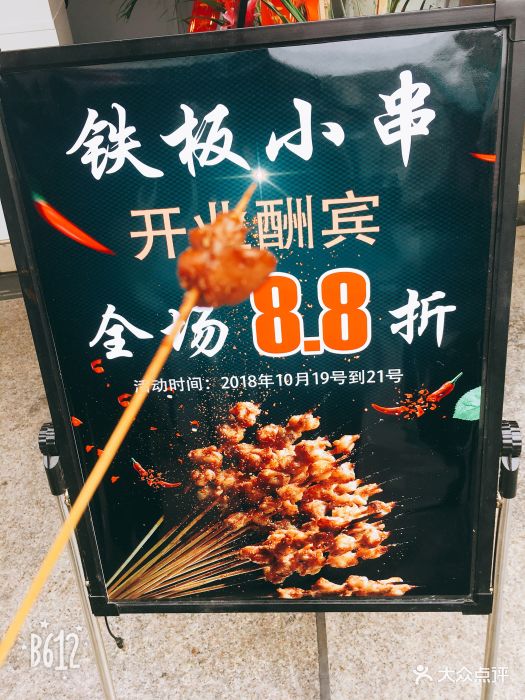 铁板小串
开业酬宾
全场8.8折
活动时间：2018年10月19号到21号
B612
大众点评